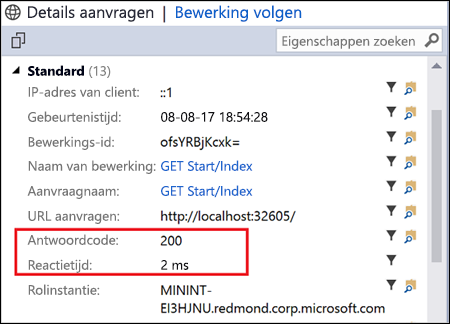 Details aanvragen | Bewerking volgen
Eigenschappen zoeken
Standard (13)
IP-adres van client: ::1
Gebeurtenistid: 08-08-17 18:54:28
Bewerkings-id: ofsYRBjKcxk=
Naam van bewerking: GET Start/Index
Aanvraagnaam: GET Start/Index
URL aanvragen: http://localhost:32605/
Antwoordcode: 200
Reactietijd: 2 ms
Rolinstantie: MININT-
EI3HJNU.redmond.corp.microsoft.com